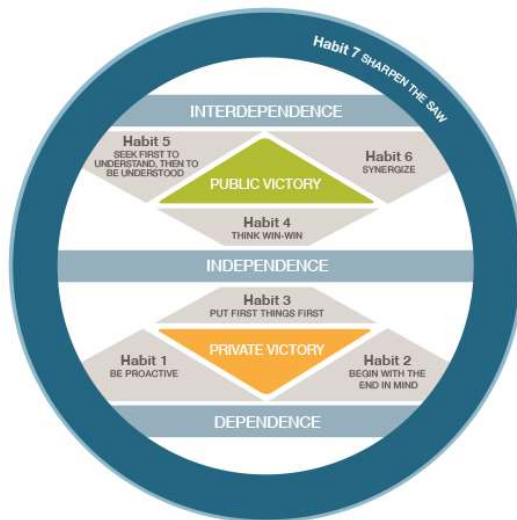 Habit 7 SHARPEN THE SAW
INTERDEPENDENCE
Habit 5
SEEK FIRST TO
UNDERSTAND, THEN TO
BE UNDERSTOOD
Habit 6
SYNERGIZE
PUBLIC VICTORY
Habit 4
THINK WIN-WIN
INDEPENDENCE
Habit 3
PUT FIRST THINGS FIRST
PRIVATE VICTORY
Habit 1
BE PROACTIVE
Habit 2
BEGIN WITH THE
END IN MIND
DEPENDENCE